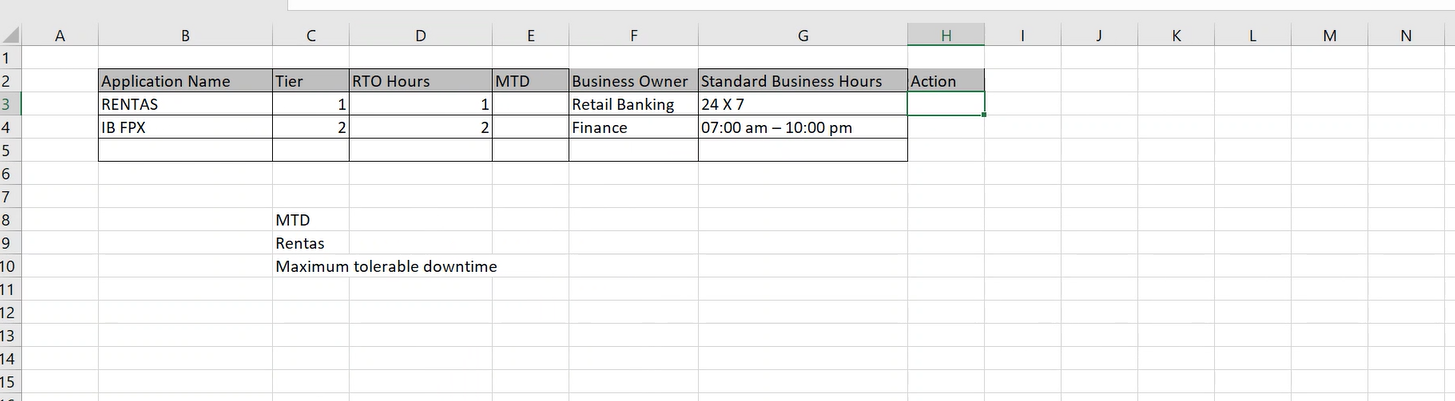 A B C D E F G H I J K L M N
1
2 Application Name Tier RTO Hours MTD Business Owner Standard Business Hours Action
3 RENTAS 1 1 Retail Banking 24 X 7
4 IB FPX 2 2 Finance 07:00 am – 10:00 pm
5
6
7
8 MTD
9 Rentas
10 Maximum tolerable downtime
11
12
13
14
15